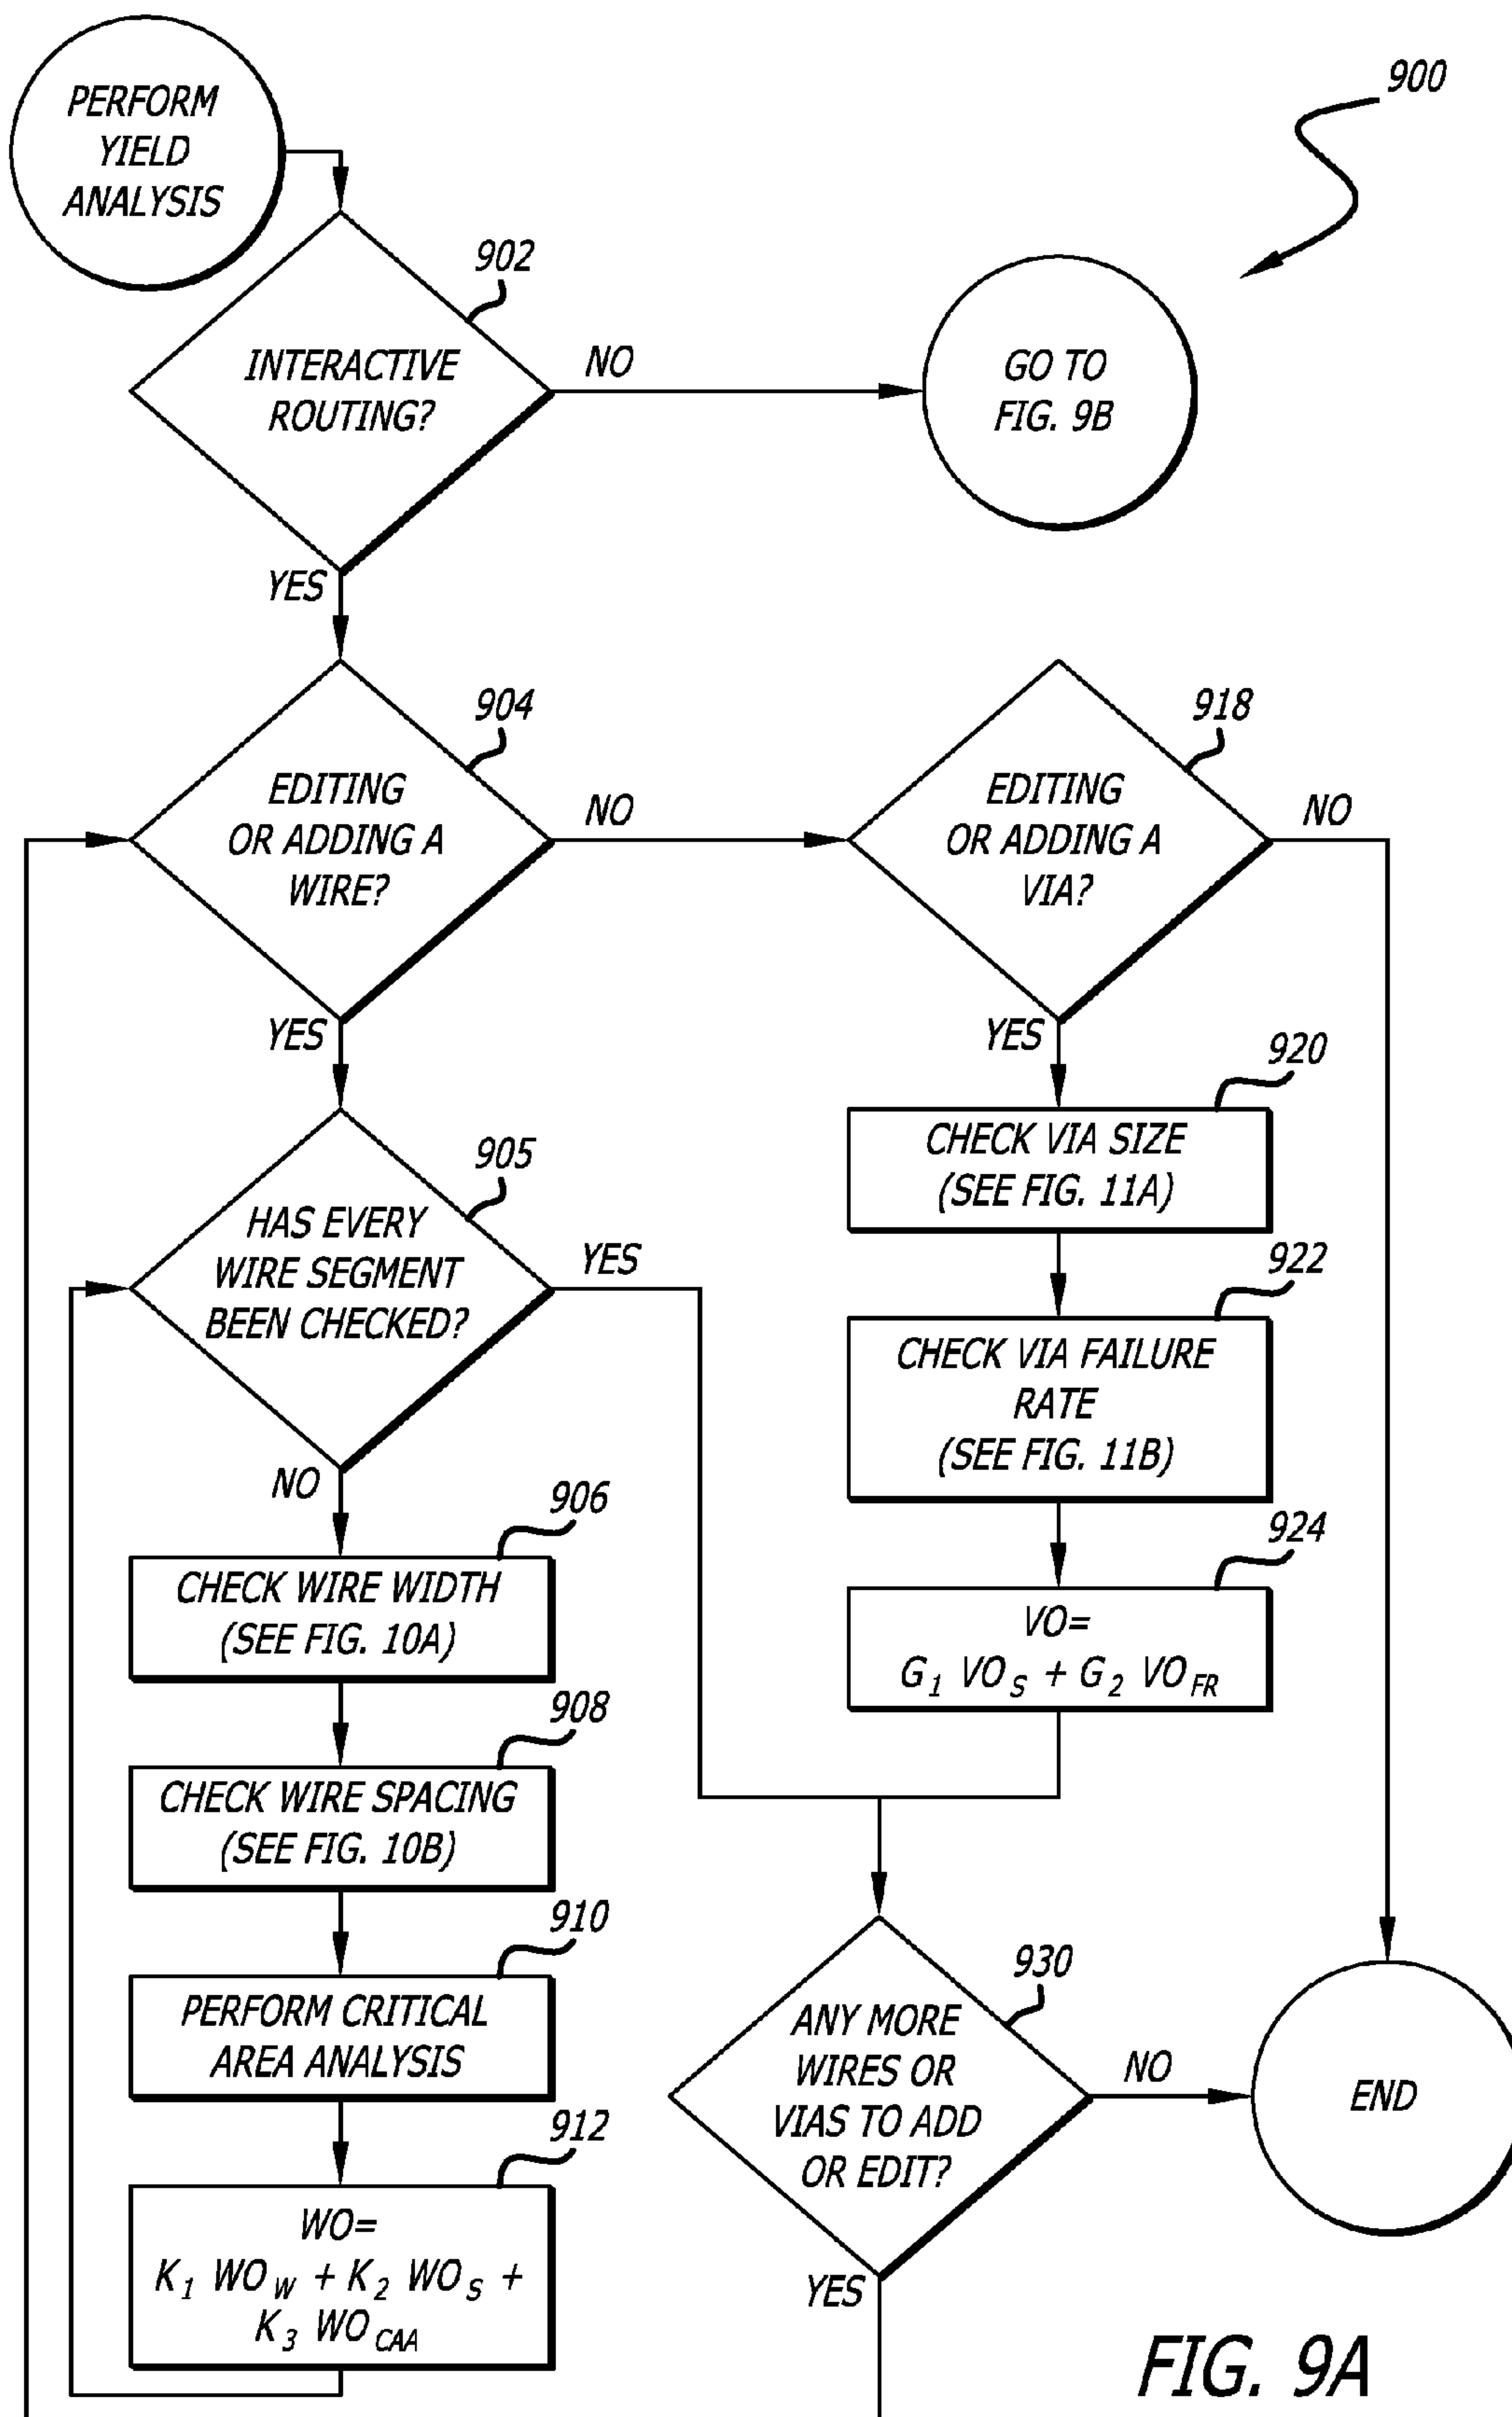 PERFORM
YIELD
ANALYSIS
900
902
INTERACTIVE
ROUTING?
NO
GO TO
FIG. 9B
YES
904
EDITING
OR ADDING A
WIRE?
NO
918
EDITING
OR ADDING A
VIA?
NO
YES
YES
905
HAS EVERY
WIRE SEGMENT
BEEN CHECKED?
YES
NO
920
CHECK VIA SIZE
(SEE FIG. 11A)
922
CHECK VIA FAILURE
RATE
(SEE FIG. 11B)
924
VO=
G1 VOS + G2 VOFR
906
CHECK WIRE WIDTH
(SEE FIG. 10A)
908
CHECK WIRE SPACING
(SEE FIG. 10B)
910
PERFORM CRITICAL
AREA ANALYSIS
912
WO=
K1 WOW + K2 WOS +
K3 WOCAA
930
ANY MORE
WIRES OR
VIAS TO ADD
OR EDIT?
NO
YES
END
FIG. 9A